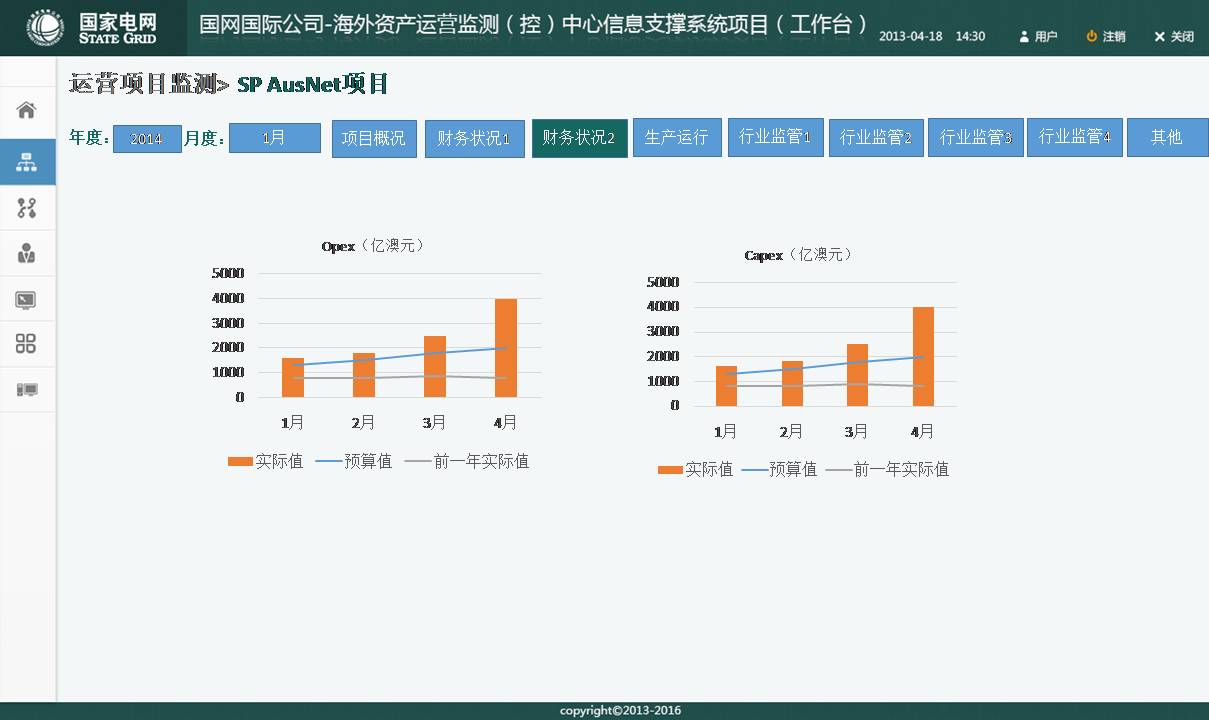 国家电网
STATE GRID
国网国际公司-海外资产运营监测（控）中心信息支撑系统项目（工作台）
2013-04-18 14:30 用户 注销 关闭
运营项目监测> SP AusNet项目
年度： 2014 月度： 1月 项目概况 财务状况1 财务状况2 生产运行 行业监管1 行业监管2 行业监管3 行业监管4 其他
Opex（亿澳元）
5000
4000
3000
2000
1000
0
1月 2月 3月 4月
实际值 预算值 前一年实际值
Capex（亿澳元）
5000
4000
3000
2000
1000
0
1月 2月 3月 4月
实际值 预算值 前一年实际值
copyright©2013-2016